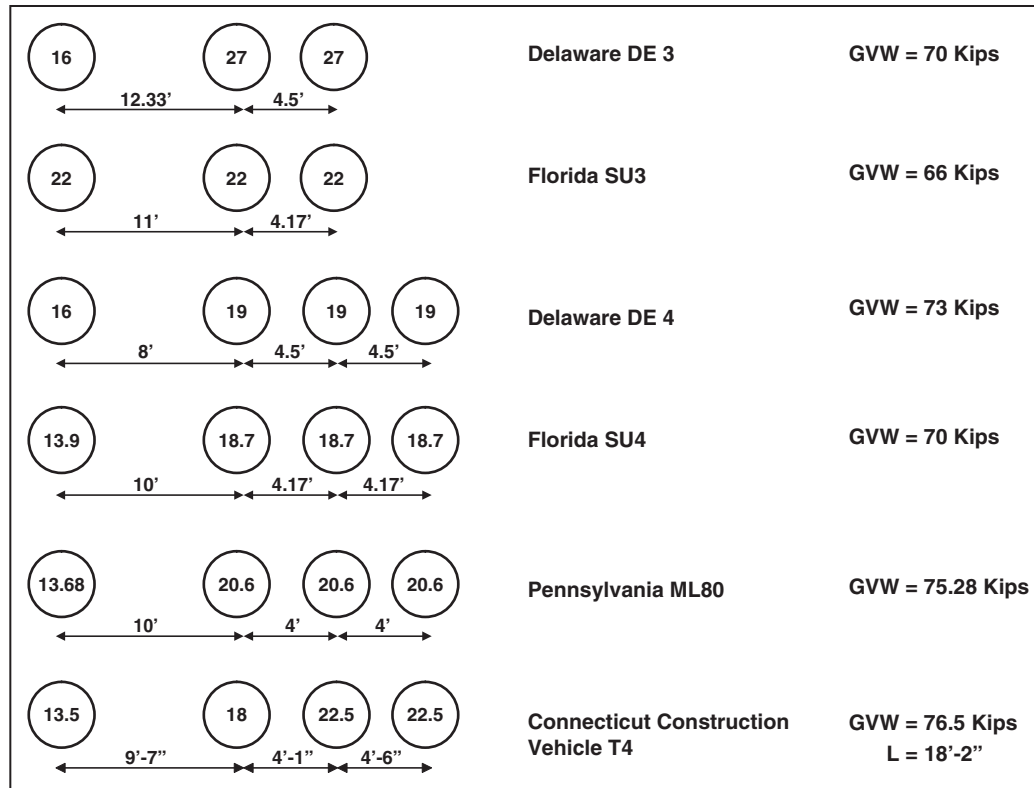 16 27 27 Delaware DE 3 GVW = 70 Kips
12.33’ 4.5’
22 22 22 Florida SU3 GVW = 66 Kips
11’ 4.17’
16 19 19 19 Delaware DE 4 GVW = 73 Kips
8’ 4.5’ 4.5’
13.9 18.7 18.7 18.7 Florida SU4 GVW = 70 Kips
10’ 4.17’ 4.17’
13.68 20.6 20.6 20.6 Pennsylvania ML80 GVW = 75.28 Kips
10’ 4’ 4’
13.5 18 22.5 22.5 Connecticut Construction GVW = 76.5 Kips
Vehicle T4 L = 18’-2”
9’-7” 4’-1” 4’-6”